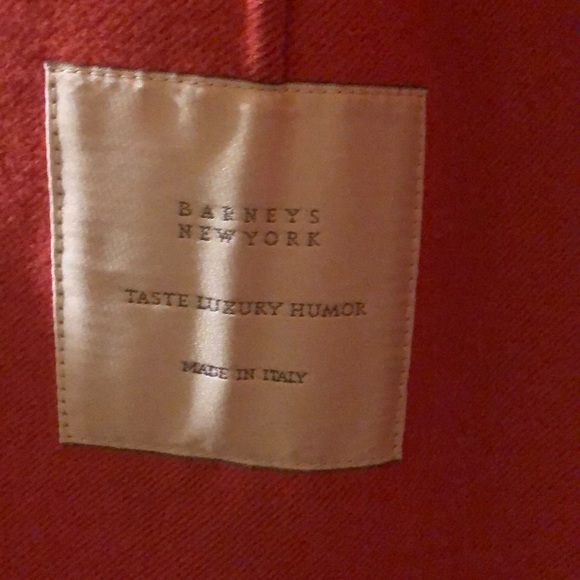 BARNEYS
NEW YORK
TASTE LUXURY HUMOR
MADE IN ITALY